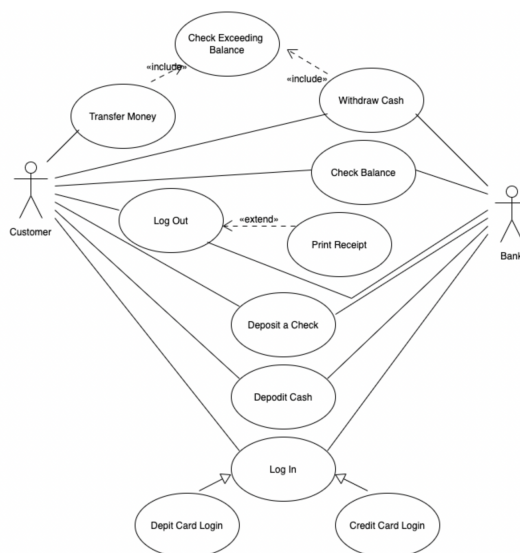 Check Exceeding
Balance
«include»
«include»
Transfer Money
Withdraw Cash
Check Balance
Customer
Log Out
«extend»
Print Receipt
Bank
Deposit a Check
Depodit Cash
Log In
Depit Card Login
Credit Card Login